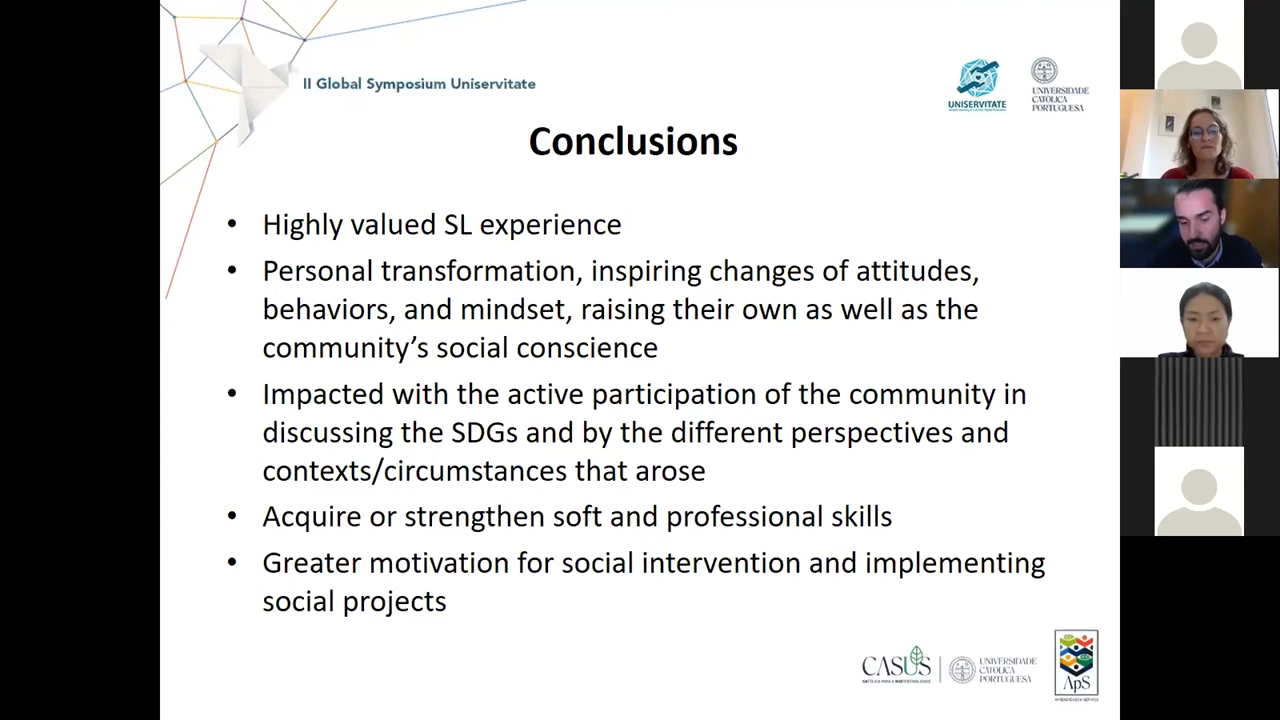 II Global Symposium Uniservitate
UNISERVITATE
UNIVERSIDADE
CATÓLICA
PORTUGUESA
Conclusions
• Highly valued SL experience
• Personal transformation, inspiring changes of attitudes,
behaviors, and mindset, raising their own as well as the
community’s social conscience
• Impacted with the active participation of the community in
discussing the SDGs and by the different perspectives and
contexts/circumstances that arose
• Acquire or strengthen soft and professional skills
• Greater motivation for social intervention and implementing
social projects
CASUS
UNIVERSIDADE
CATÓLICA
PORTUGUESA
ApS